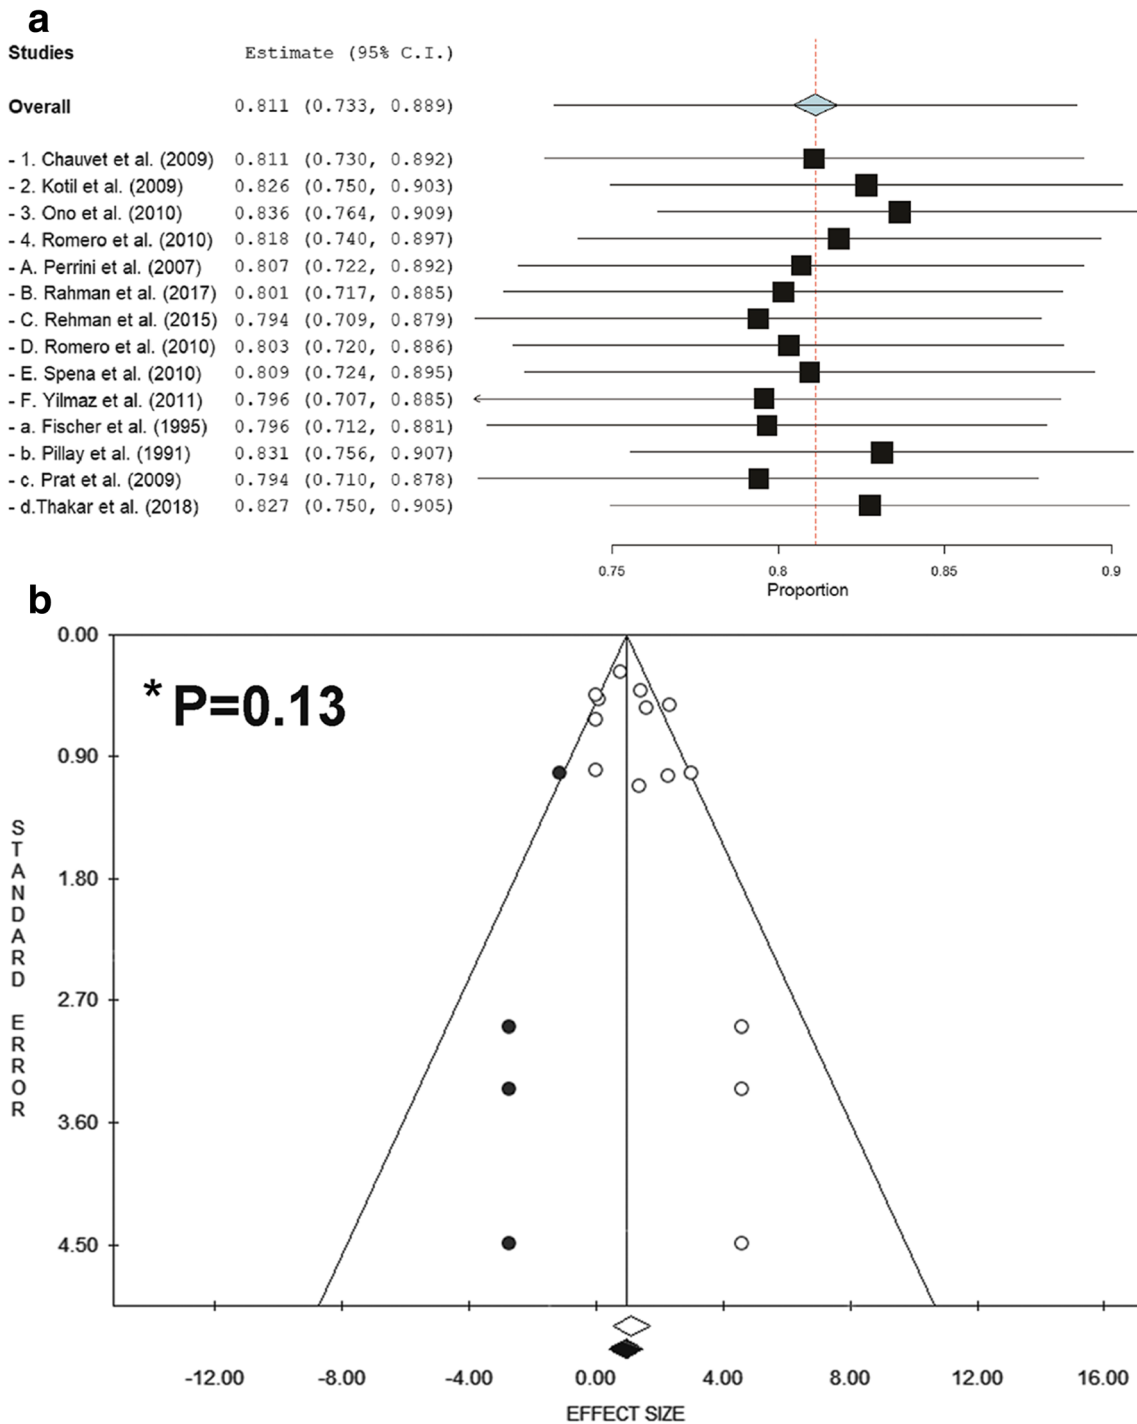 a
Studies Estimate (95% C.I.)
Overall 0.811 (0.733, 0.889)
- 1. Chauvet et al. (2009) 0.811 (0.730, 0.892)
- 2. Kotil et al. (2009) 0.826 (0.750, 0.903)
- 3. Ono et al. (2010) 0.836 (0.764, 0.909)
- 4. Romero et al. (2010) 0.818 (0.740, 0.897)
- A. Perrini et al. (2007) 0.807 (0.722, 0.892)
- B. Rahman et al. (2017) 0.801 (0.717, 0.885)
- C. Rehman et al. (2015) 0.794 (0.709, 0.879)
- D. Romero et al. (2010) 0.803 (0.720, 0.886)
- E. Spena et al. (2010) 0.809 (0.724, 0.895)
- F. Yilmaz et al. (2011) 0.796 (0.707, 0.885)
- a. Fischer et al. (1995) 0.796 (0.712, 0.881)
- b. Pillay et al. (1991) 0.831 (0.756, 0.907)
- c. Prat et al. (2009) 0.794 (0.710, 0.878)
- d.Thakar et al. (2018) 0.827 (0.750, 0.905)
0.75 0.8 0.85 0.9
Proportion
b
0.00
* P=0.13
0.90
1.80
2.70
3.60
4.50
STANDARD ERROR
-12.00 -8.00 -4.00 0.00 4.00 8.00 12.00 16.00
EFFECT SIZE